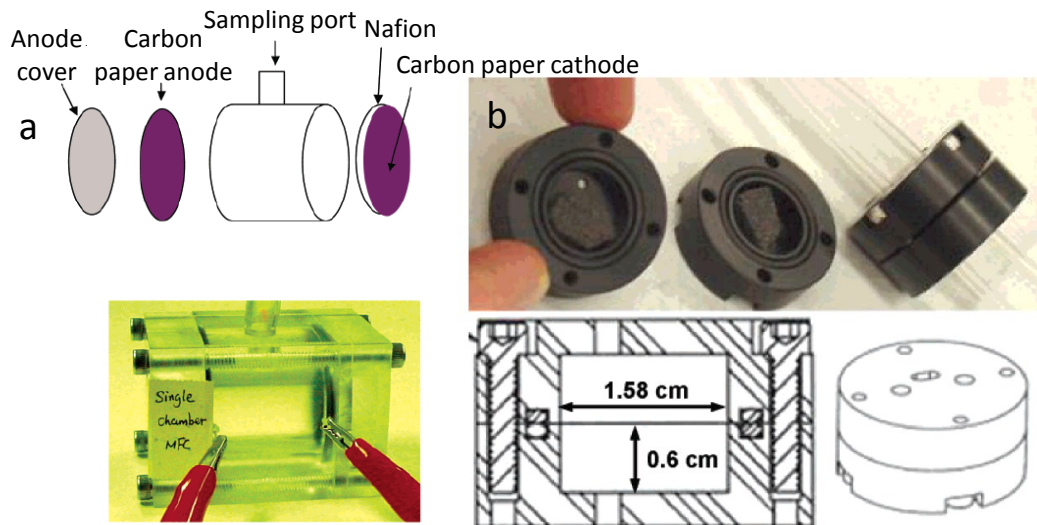 Sampling port
Nafion
Anode
cover
Carbon
paper anode
Carbon paper cathode
a
b
Single
chamber
MFC
1.58 cm
0.6 cm